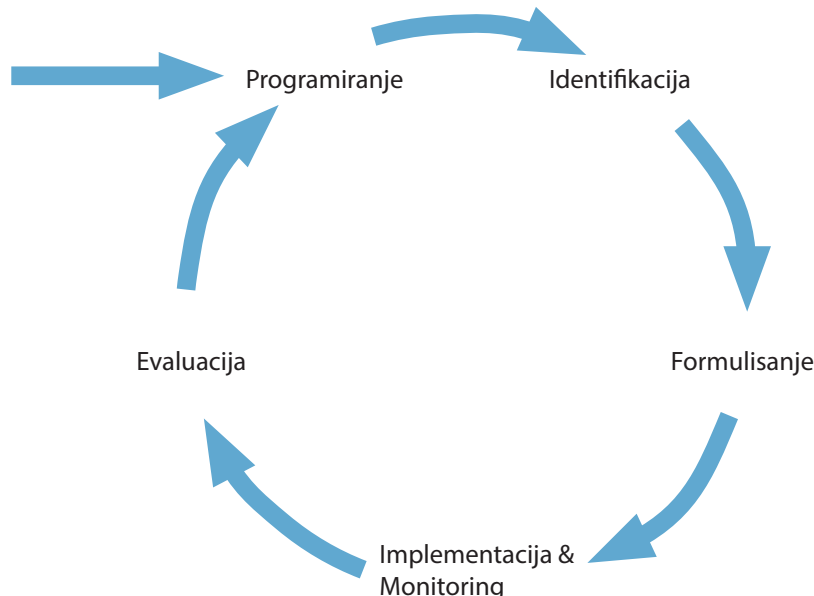 Programiranje
Identifikacija
Formulisanje
Implementacija &
Monitoring
Evaluacija